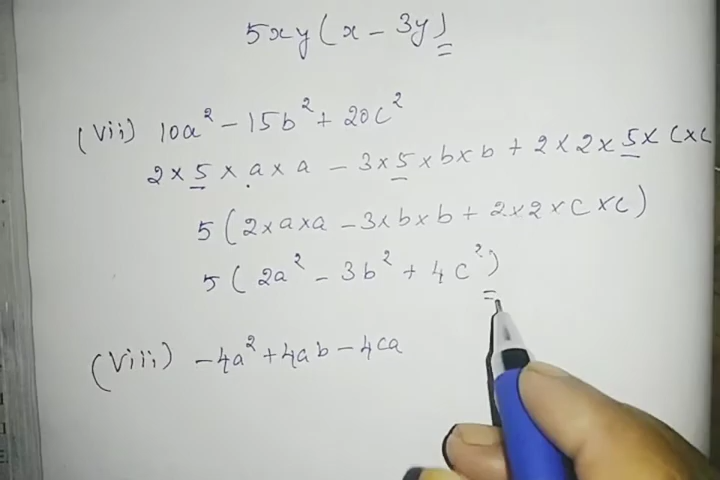 5xy(x - 3y)
(vii) 10a² - 15b² + 20c²
2 × 5 × a × a - 3 × 5 × b × b + 2 × 2 × 5 × c × c
5(2 × a × a - 3 × b × b + 2 × 2 × c × c)
5(2a² - 3b² + 4c²)
(viii) -4a² + 4ab - 4ca